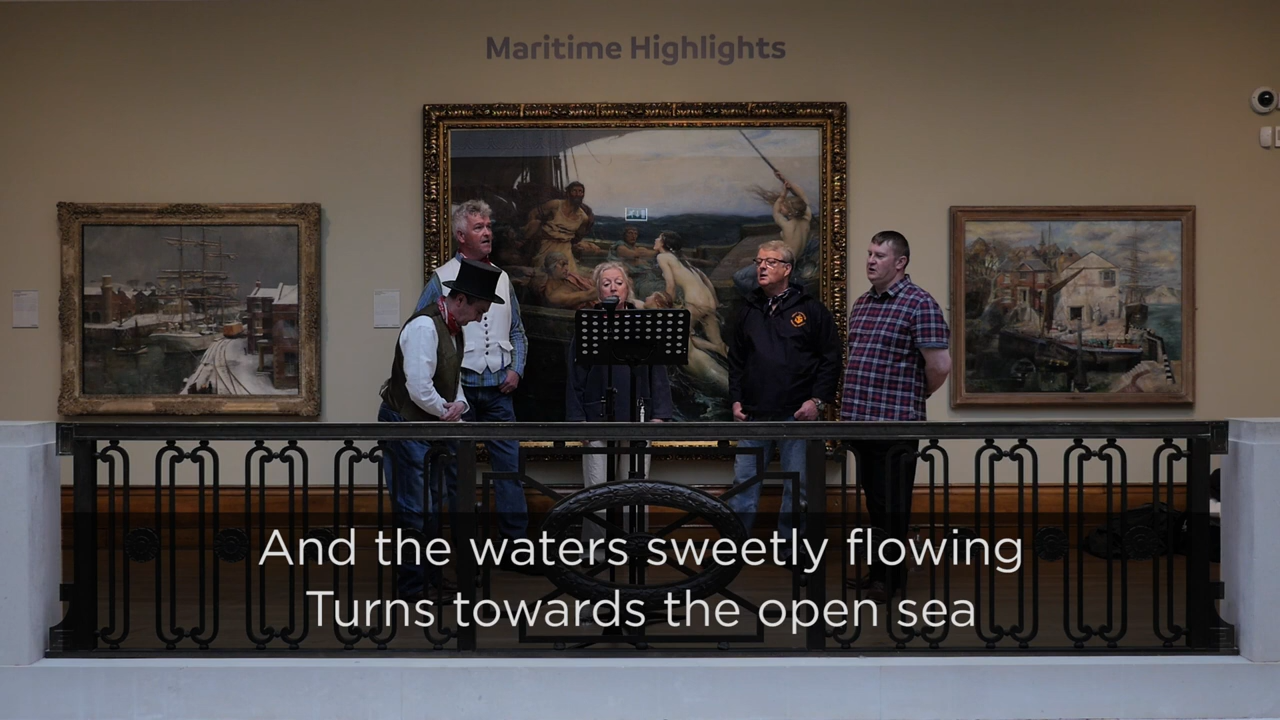 Maritime Highlights
And the waters sweetly flowing
Turns towards the open sea